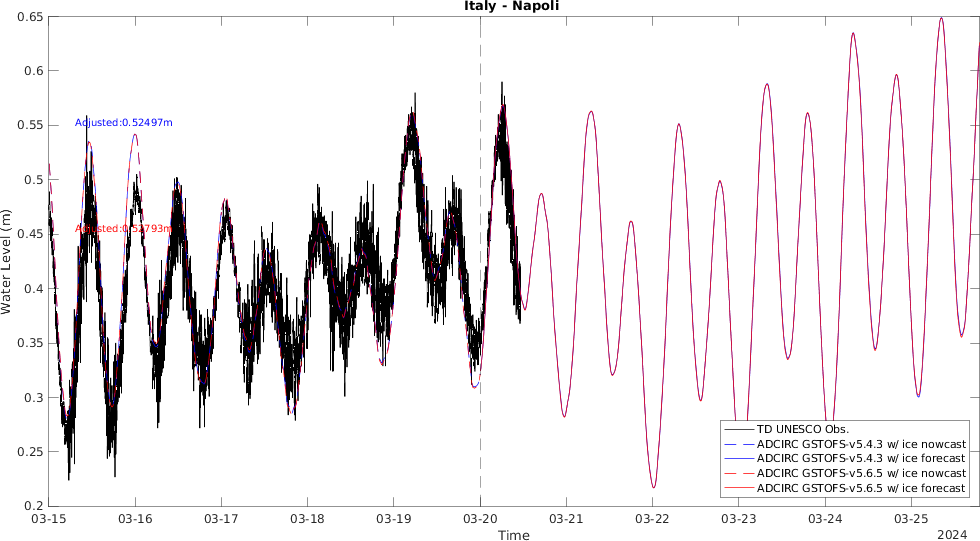 Italy - Napoli
0.65
0.6
0.55
0.5
0.45
0.4
0.35
0.3
0.25
0.2
Water Level (m)
Adjusted:0.52497m
Adjusted:0.52793m
TD UNESCO Obs.
ADCIRC GSTOFS-v5.4.3 w/ ice nowcast
ADCIRC GSTOFS-v5.4.3 w/ ice forecast
ADCIRC GSTOFS-v5.6.5 w/ ice nowcast
ADCIRC GSTOFS-v5.6.5 w/ ice forecast
03-15 03-16 03-17 03-18 03-19 03-20 03-21 03-22 03-23 03-24 03-25
Time
2024